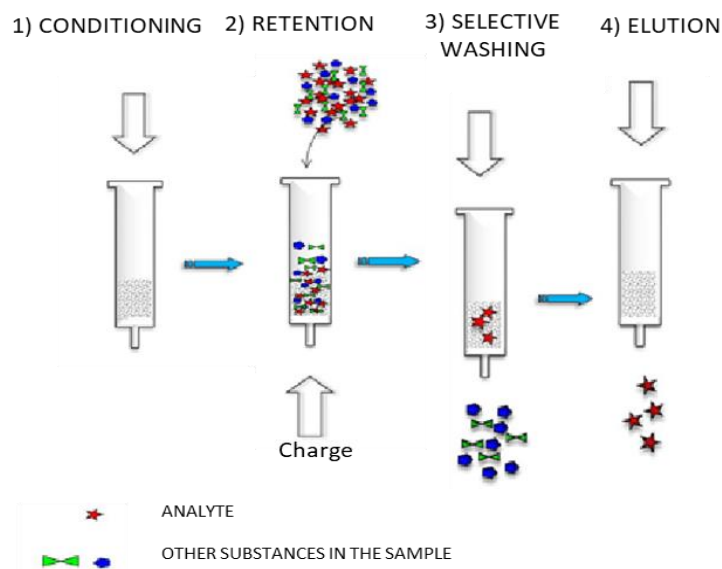 1) CONDITIONING
2) RETENTION
3) SELECTIVE
WASHING
4) ELUTION
Charge
ANALYTE
OTHER SUBSTANCES IN THE SAMPLE